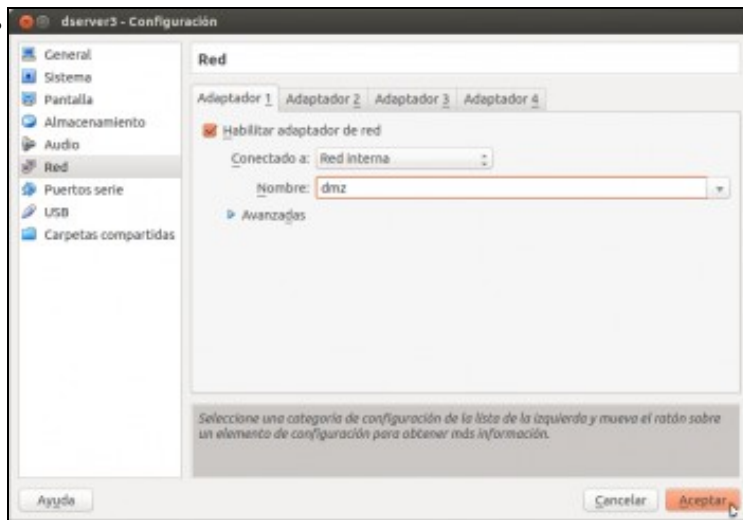 dserver3 - Configuración
General
Sistema
Pantalla
Almacenamiento
Audio
Red
Puertos serie
USB
Carpetas compartidas
Red
Adaptador 1 Adaptador 2 Adaptador 3 Adaptador 4
Habilitar adaptador de red
Conectado a: Red interna
Nombre: dmz
Avanzadas
Seleccione una categoría de configuración de la lista de la izquierda y mueva el ratón sobre
un elemento de configuración para obtener más información.
Ayuda Cancelar Aceptar